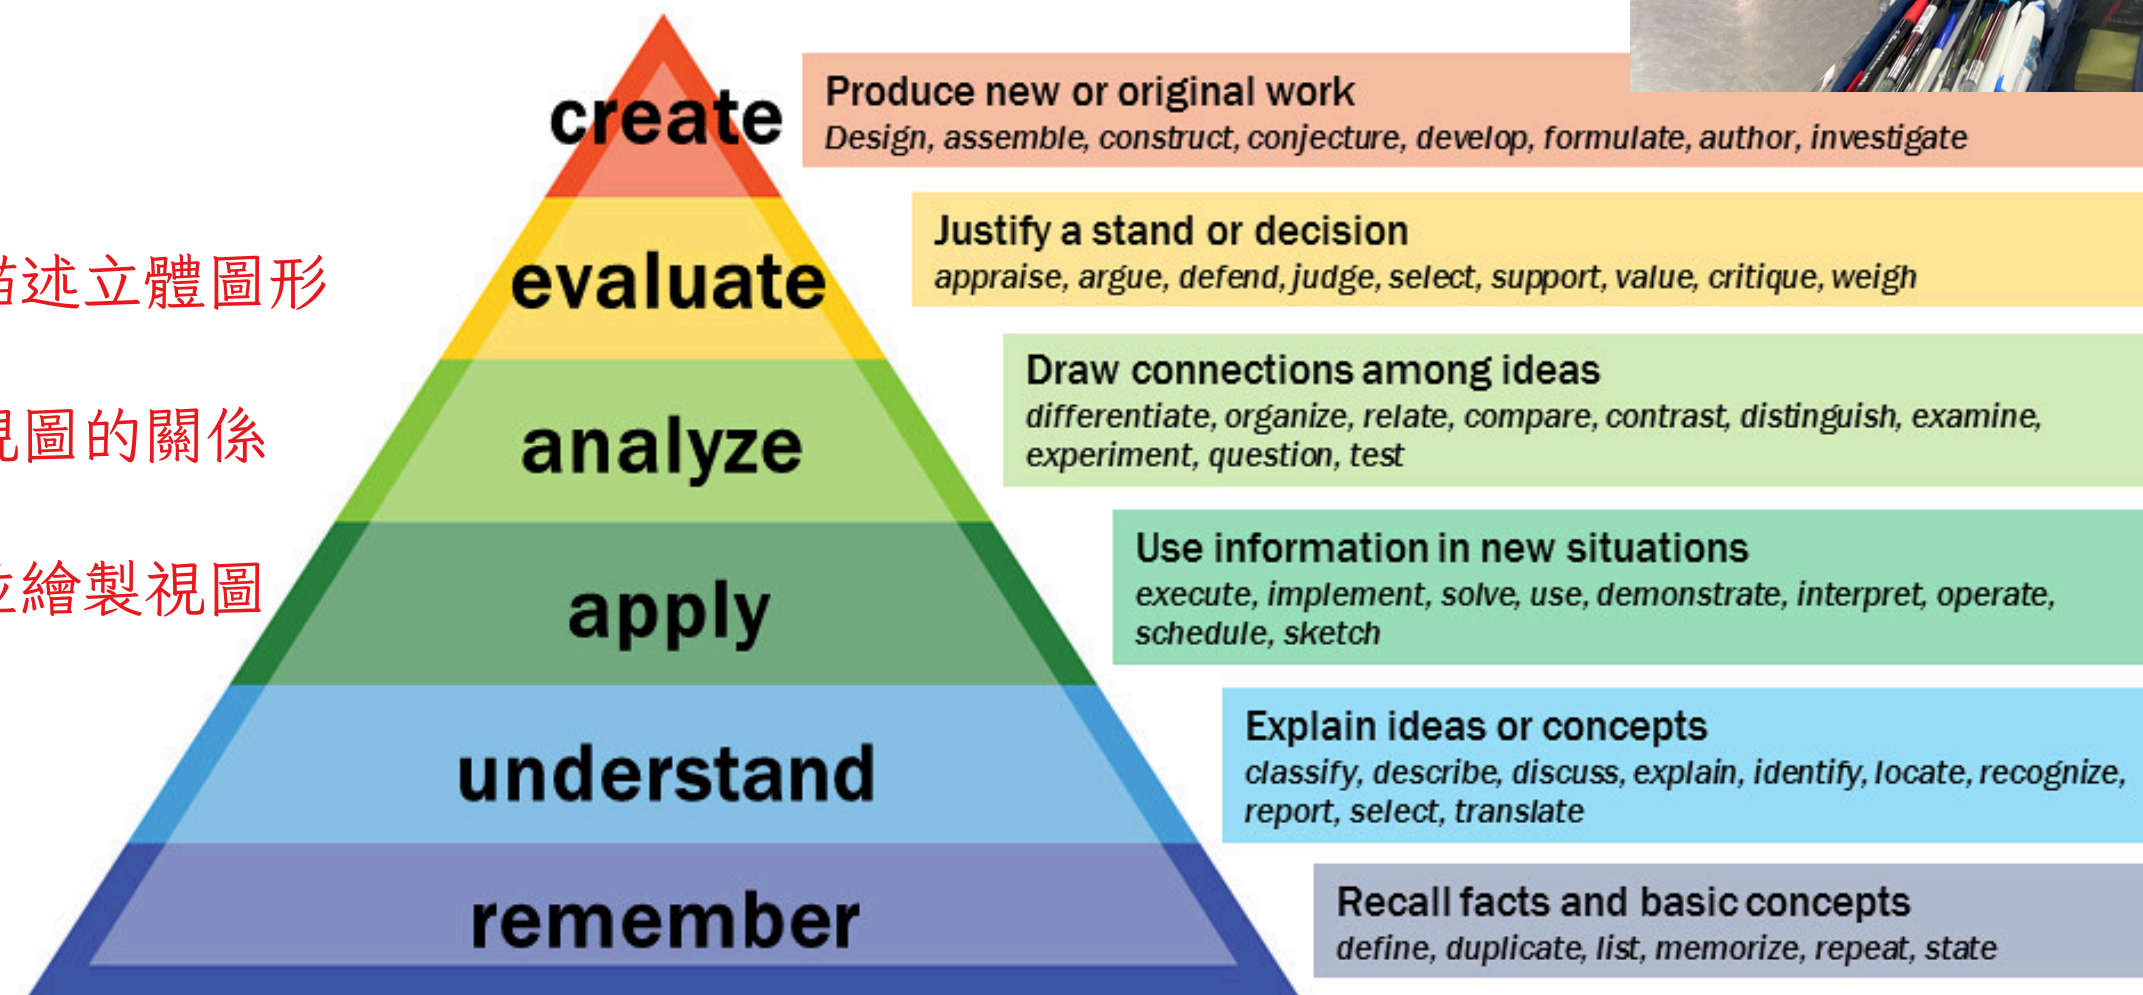 create
Produce new or original work
Design, assemble, construct, conjecture, develop, formulate, author, investigate
述立體圖形
evaluate
Justify a stand or decision
appraise, argue, defend, judge, select, support, value, critique, weigh
圖的關係
analyze
Draw connections among ideas
differentiate, organize, relate, compare, contrast, distinguish, examine,
experiment, question, test
繪製視圖
apply
Use information in new situations
execute, implement, solve, use, demonstrate, interpret, operate,
schedule, sketch
understand
Explain ideas or concepts
classify, describe, discuss, explain, identify, locate, recognize,
report, select, translate
remember
Recall facts and basic concepts
define, duplicate, list, memorize, repeat, state